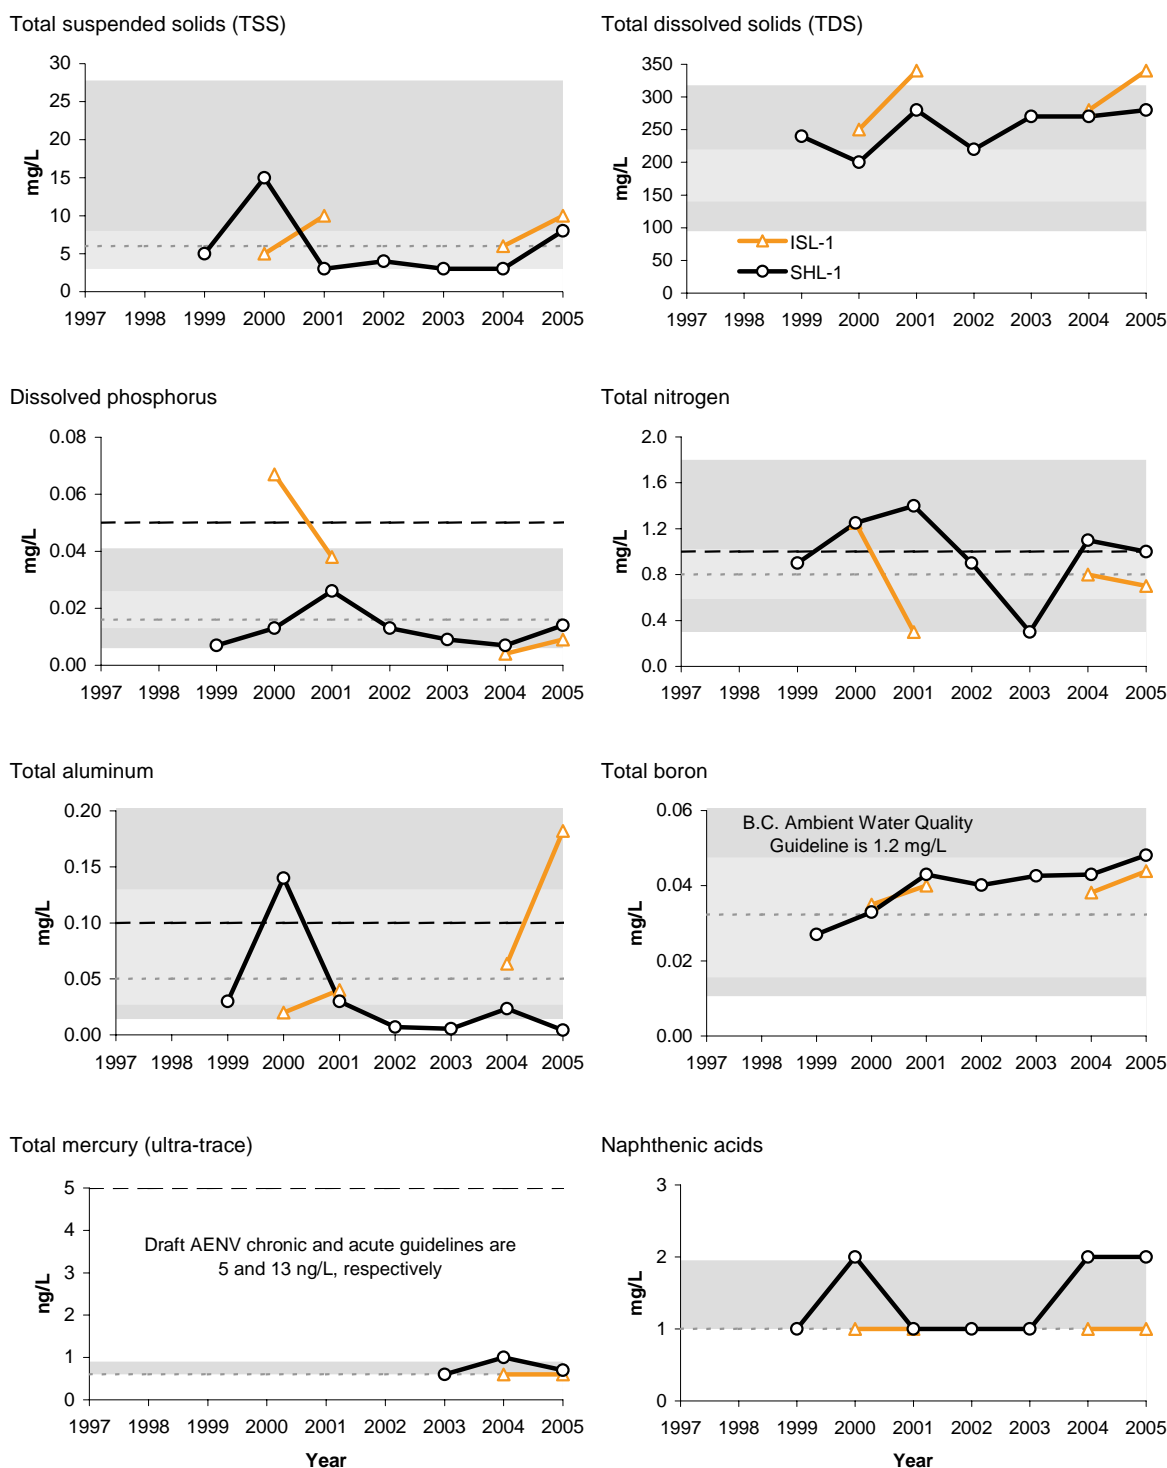 Total suspended solids (TSS)
30
25
20
15
10
5
0
mg/L
1997 1998 1999 2000 2001 2002 2003 2004 2005
Total dissolved solids (TDS)
350
300
250
200
150
100
50
0
mg/L
ISL-1
SHL-1
1997 1998 1999 2000 2001 2002 2003 2004 2005
Dissolved phosphorus
0.08
0.06
0.04
0.02
0.00
mg/L
1997 1998 1999 2000 2001 2002 2003 2004 2005
Total nitrogen
2.0
1.6
1.2
0.8
0.4
0.0
mg/L
1997 1998 1999 2000 2001 2002 2003 2004 2005
Total aluminum
0.20
0.15
0.10
0.05
0.00
mg/L
1997 1998 1999 2000 2001 2002 2003 2004 2005
Total boron
0.06
0.04
0.02
0.00
mg/L
B.C. Ambient Water Quality
Guideline is 1.2 mg/L
1997 1998 1999 2000 2001 2002 2003 2004 2005
Total mercury (ultra-trace)
5
4
3
2
1
0
ng/L
Draft AENV chronic and acute guidelines are
5 and 13 ng/L, respectively
1997 1998 1999 2000 2001 2002 2003 2004 2005
Year
Naphthenic acids
3
2
1
0
mg/L
1997 1998 1999 2000 2001 2002 2003 2004 2005
Year